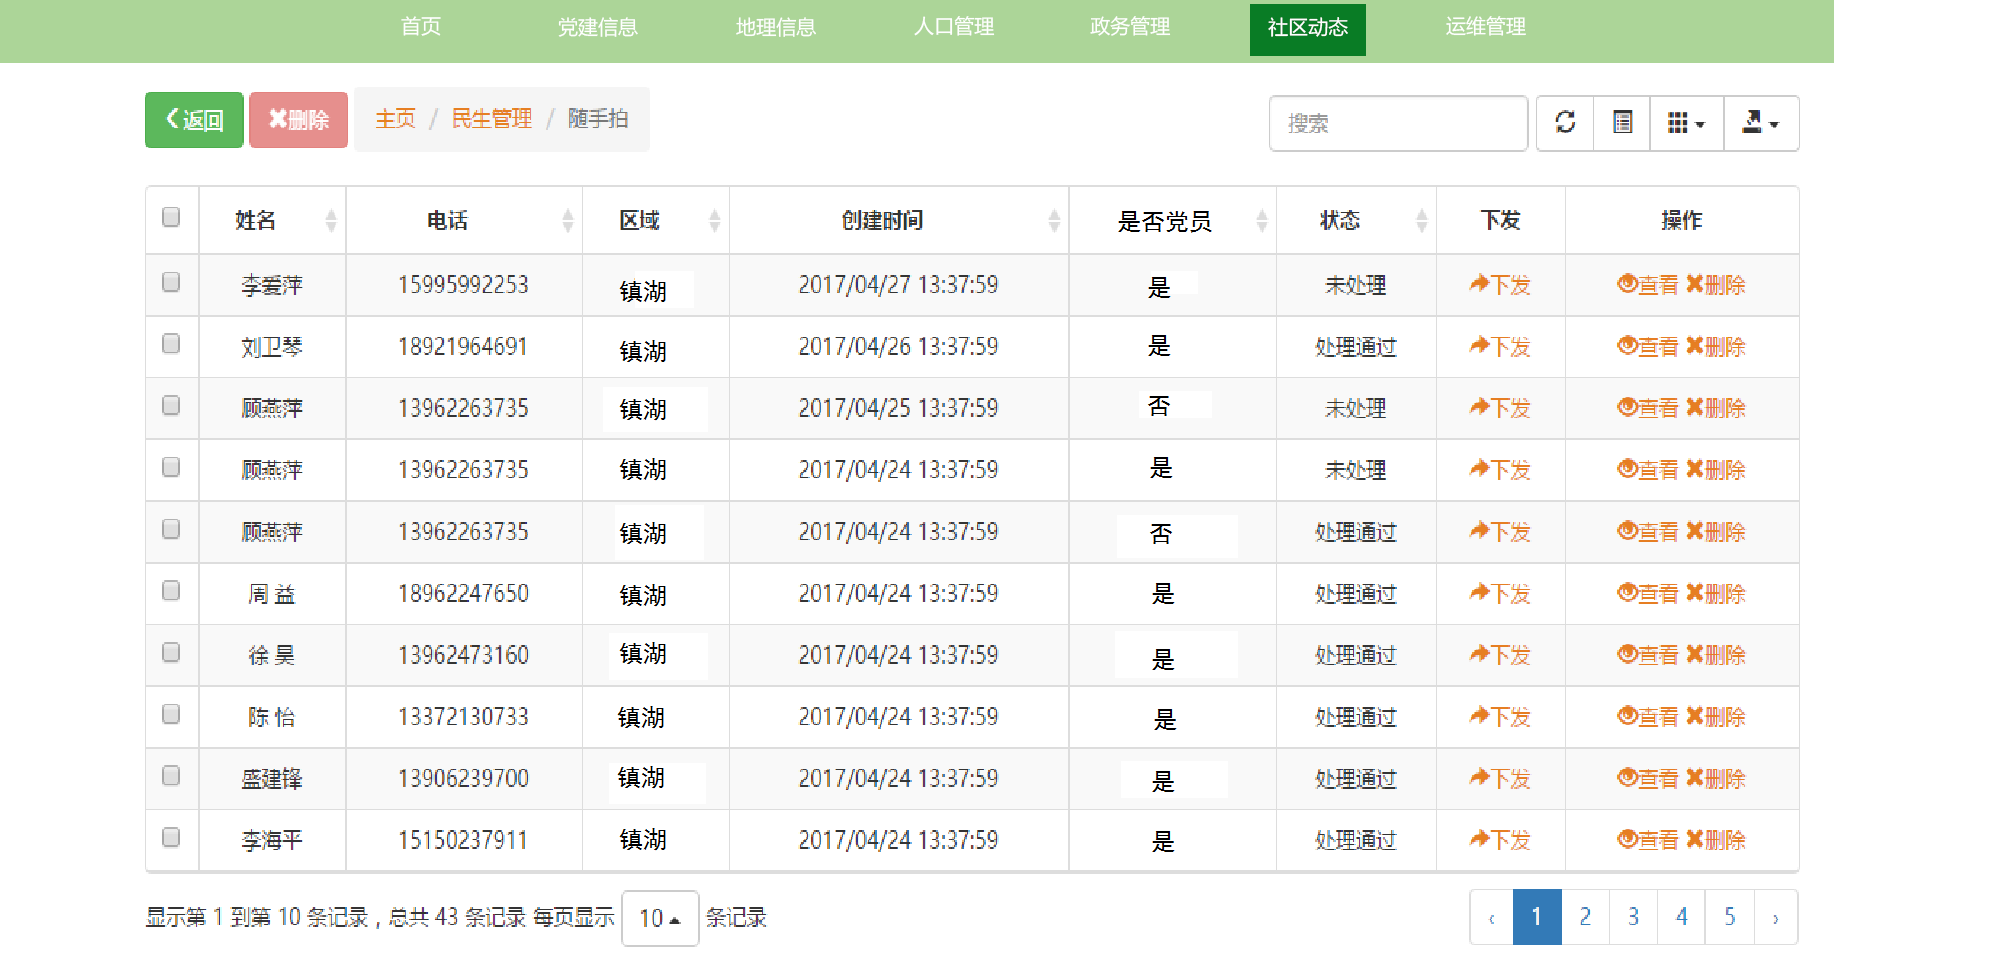 首页 党建信息 地理信息 人口管理 政务管理 社区动态 运维管理
返回 删除 主页 / 民生管理 / 随手拍 搜索
姓名 电话 区域 创建时间 是否党员 状态 下发 操作
李爱萍 15995992253 镇湖 2017/04/27 13:37:59 是 未处理 下发 查看 删除
刘卫琴 18921964691 镇湖 2017/04/26 13:37:59 是 处理通过 下发 查看 删除
顾燕萍 13962263735 镇湖 2017/04/25 13:37:59 否 未处理 下发 查看 删除
顾燕萍 13962263735 镇湖 2017/04/24 13:37:59 是 未处理 下发 查看 删除
顾燕萍 13962263735 镇湖 2017/04/24 13:37:59 否 处理通过 下发 查看 删除
周 益 18962247650 镇湖 2017/04/24 13:37:59 是 处理通过 下发 查看 删除
徐 昊 13962473160 镇湖 2017/04/24 13:37:59 是 处理通过 下发 查看 删除
陈 怡 13372130733 镇湖 2017/04/24 13:37:59 是 处理通过 下发 查看 删除
盛建锋 13906239700 镇湖 2017/04/24 13:37:59 是 处理通过 下发 查看 删除
李海平 15150237911 镇湖 2017/04/24 13:37:59 是 处理通过 下发 查看 删除
显示第 1 到第 10 条记录，总共 43 条记录 每页显示 10 条记录 ‹ 1 2 3 4 5 ›